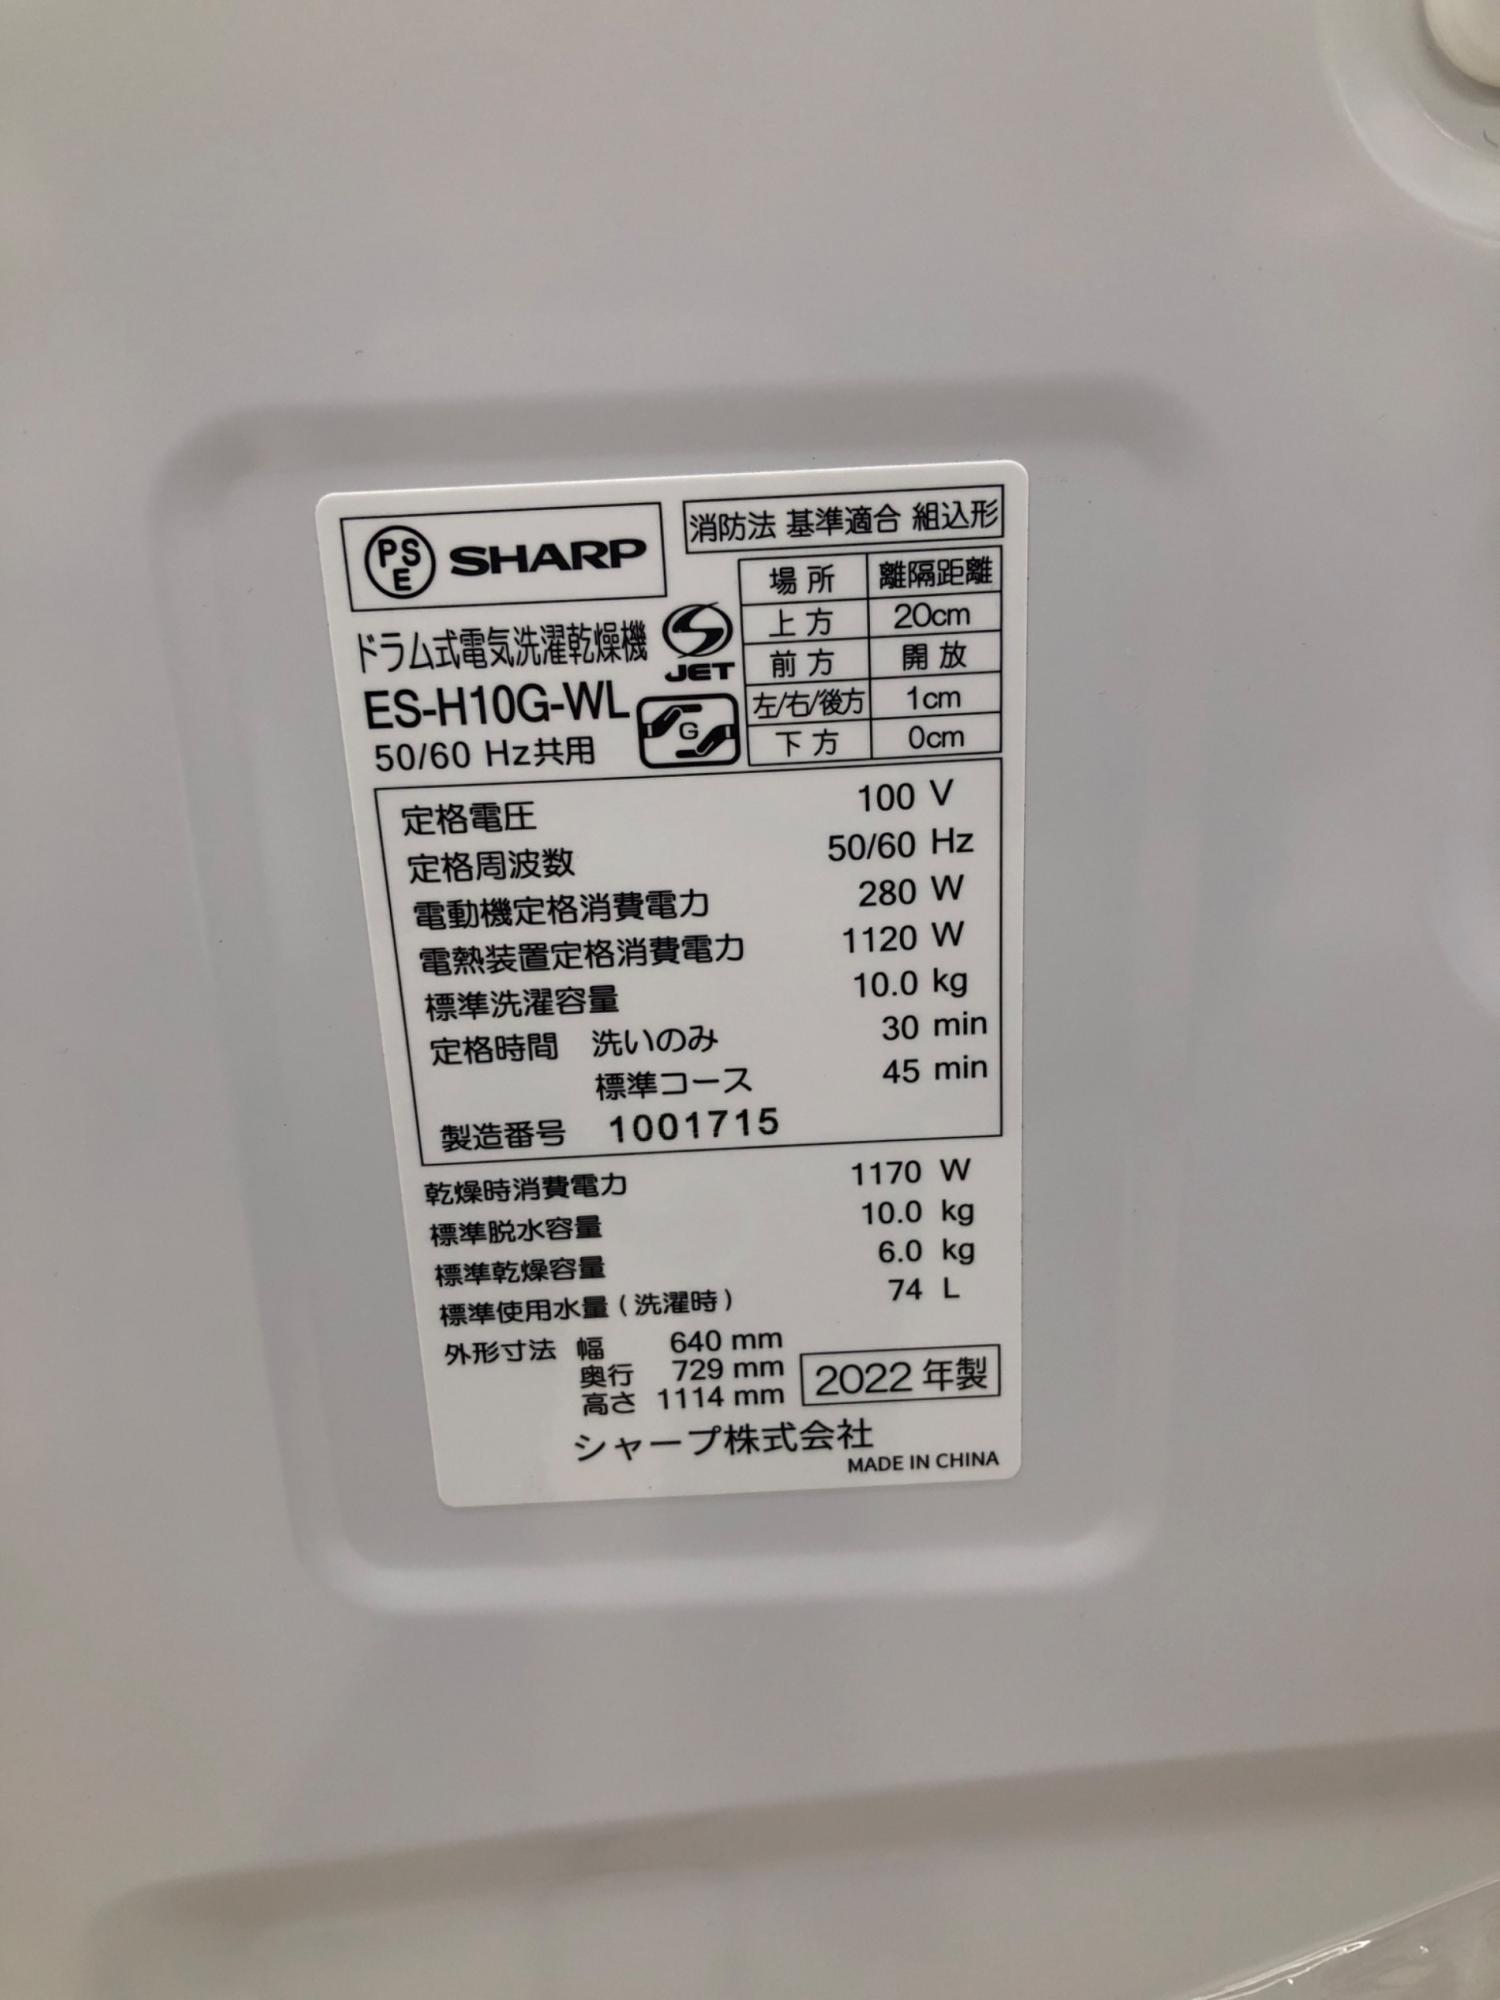 PSE SHARP
消防法 基準適合 組込形
場所 離隔距離
上方 20cm
前方 開放
左/右/後方 1cm
下方 0cm
ドラム式電気洗濯乾燥機
S JET
ES-H10G-WL
G
50/60 Hz共用
定格電圧 100 V
定格周波数 50/60 Hz
電動機定格消費電力 280 W
電熱装置定格消費電力 1120 W
標準洗濯容量 10.0 kg
定格時間 洗いのみ 30 min
標準コース 45 min
製造番号 1001715
乾燥時消費電力 1170 W
標準脱水容量 10.0 kg
標準乾燥容量 6.0 kg
標準使用水量(洗濯時) 74 L
外形寸法 幅 640 mm
奥行 729 mm
高さ 1114 mm
2022年製
シャープ株式会社
MADE IN CHINA